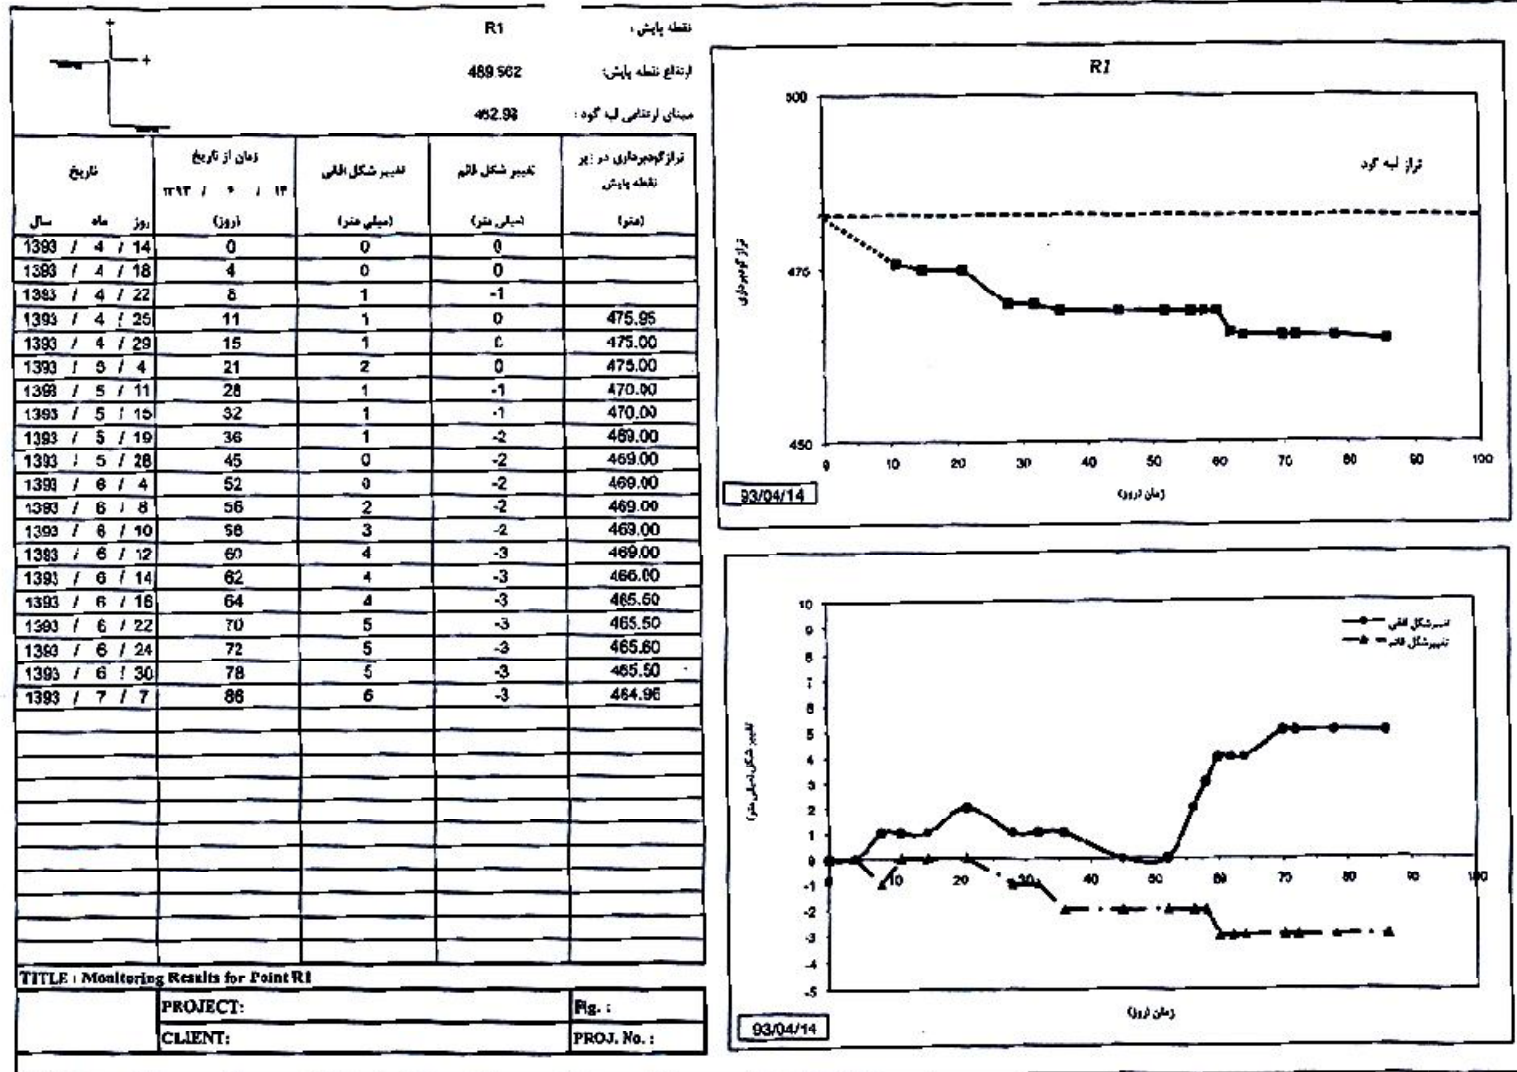 نقطه پایش : R1
ارتفاع نقطه پایش: 489.562
مبنای ارتفاعی لبه گود : 482.98
تاریخ
روز ماه سال
زمان از تاریخ
(روز)
تغییر شکل افقی
(میلی متر)
تغییر شکل قائم
(میلی متر)
ترازگودبرداری در زیر
نقطه پایش
(متر)
1393 / 4 / 14 0 0 0
1393 / 4 / 18 4 0 0
1393 / 4 / 22 8 1 -1
1393 / 4 / 25 11 1 0 475.95
1393 / 4 / 29 15 1 0 475.00
1393 / 5 / 4 21 2 0 475.00
1393 / 5 / 11 28 1 -1 470.00
1393 / 5 / 15 32 1 -1 470.00
1393 / 5 / 19 36 1 -2 469.00
1393 / 5 / 28 45 0 -2 469.00
1393 / 6 / 4 52 0 -2 469.00
1393 / 6 / 8 56 2 -2 469.00
1393 / 6 / 10 58 3 -2 469.00
1393 / 6 / 12 60 4 -3 469.00
1393 / 6 / 14 62 4 -3 466.00
1393 / 6 / 16 64 4 -3 465.50
1393 / 6 / 22 70 5 -3 465.50
1393 / 6 / 24 72 5 -3 465.60
1393 / 6 / 30 78 5 -3 465.50
1393 / 7 / 7 86 6 -3 464.96
TITLE : Monitoring Results for Point R1
PROJECT: Fig. :
CLIENT: PROJ. No. :
R1
500
475
450
تراز لبه گود
تراز گودبرداری
0 10 20 30 40 50 60 70 80 90 100
زمان (روز)
93/04/14
10
9
8
7
6
5
4
3
2
1
0
-1
-2
-3
-4
-5
تغییرشکل افقی
تغییرشکل قائم
تغییر شکل (میلی متر)
0 10 20 30 40 50 60 70 80 90 100
زمان (روز)
93/04/14